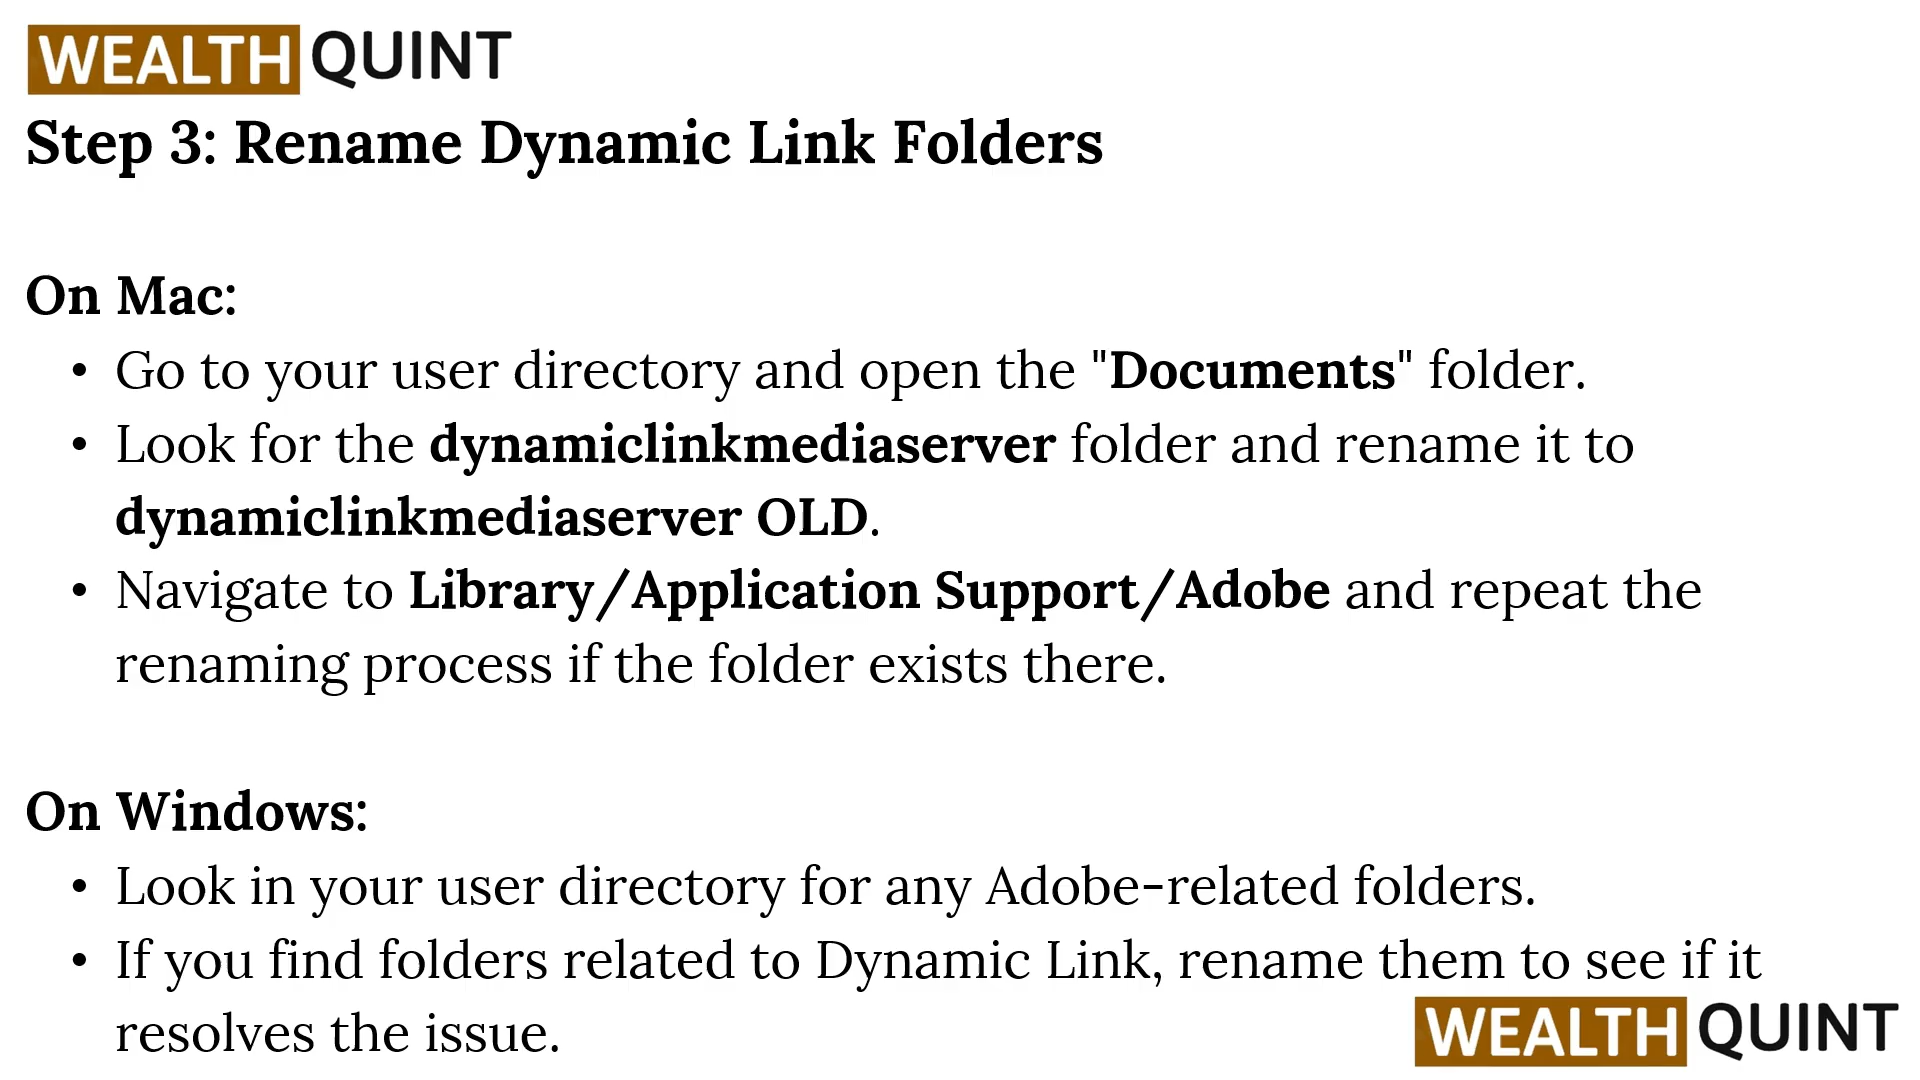 WEALTH QUINT
Step 3: Rename Dynamic Link Folders
On Mac:
• Go to your user directory and open the "Documents" folder.
• Look for the dynamiclinkmediaserver folder and rename it to
dynamiclinkmediaserver OLD.
• Navigate to Library/Application Support/Adobe and repeat the
renaming process if the folder exists there.
On Windows:
• Look in your user directory for any Adobe-related folders.
• If you find folders related to Dynamic Link, rename them to see if it
resolves the issue.
WEALTH QUINT